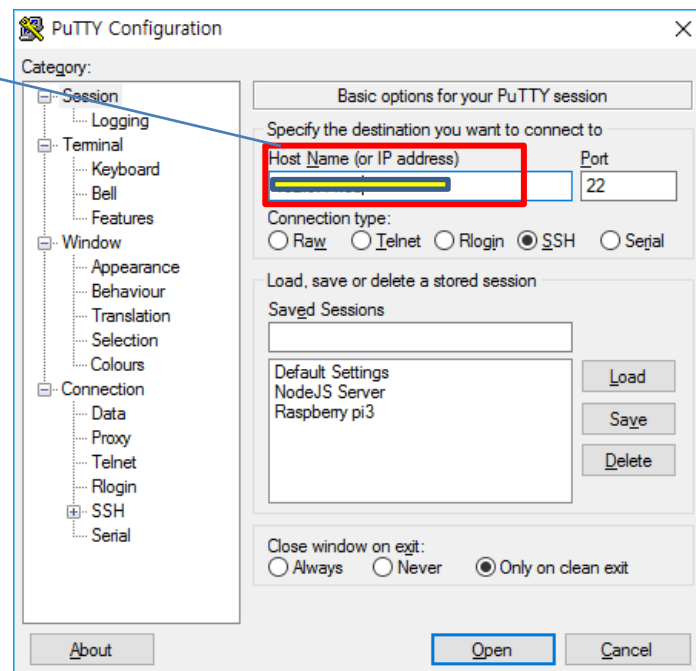 PuTTY Configuration
Category:
Session
Logging
Terminal
Keyboard
Bell
Features
Window
Appearance
Behaviour
Translation
Selection
Colours
Connection
Data
Proxy
Telnet
Rlogin
SSH
Serial
Basic options for your PuTTY session
Specify the destination you want to connect to
Host Name (or IP address) Port
22
Connection type:
Raw Telnet Rlogin SSH Serial
Load, save or delete a stored session
Saved Sessions
Default Settings
NodeJS Server
Raspberry pi3
Load
Save
Delete
Close window on exit:
Always Never Only on clean exit
About Open Cancel